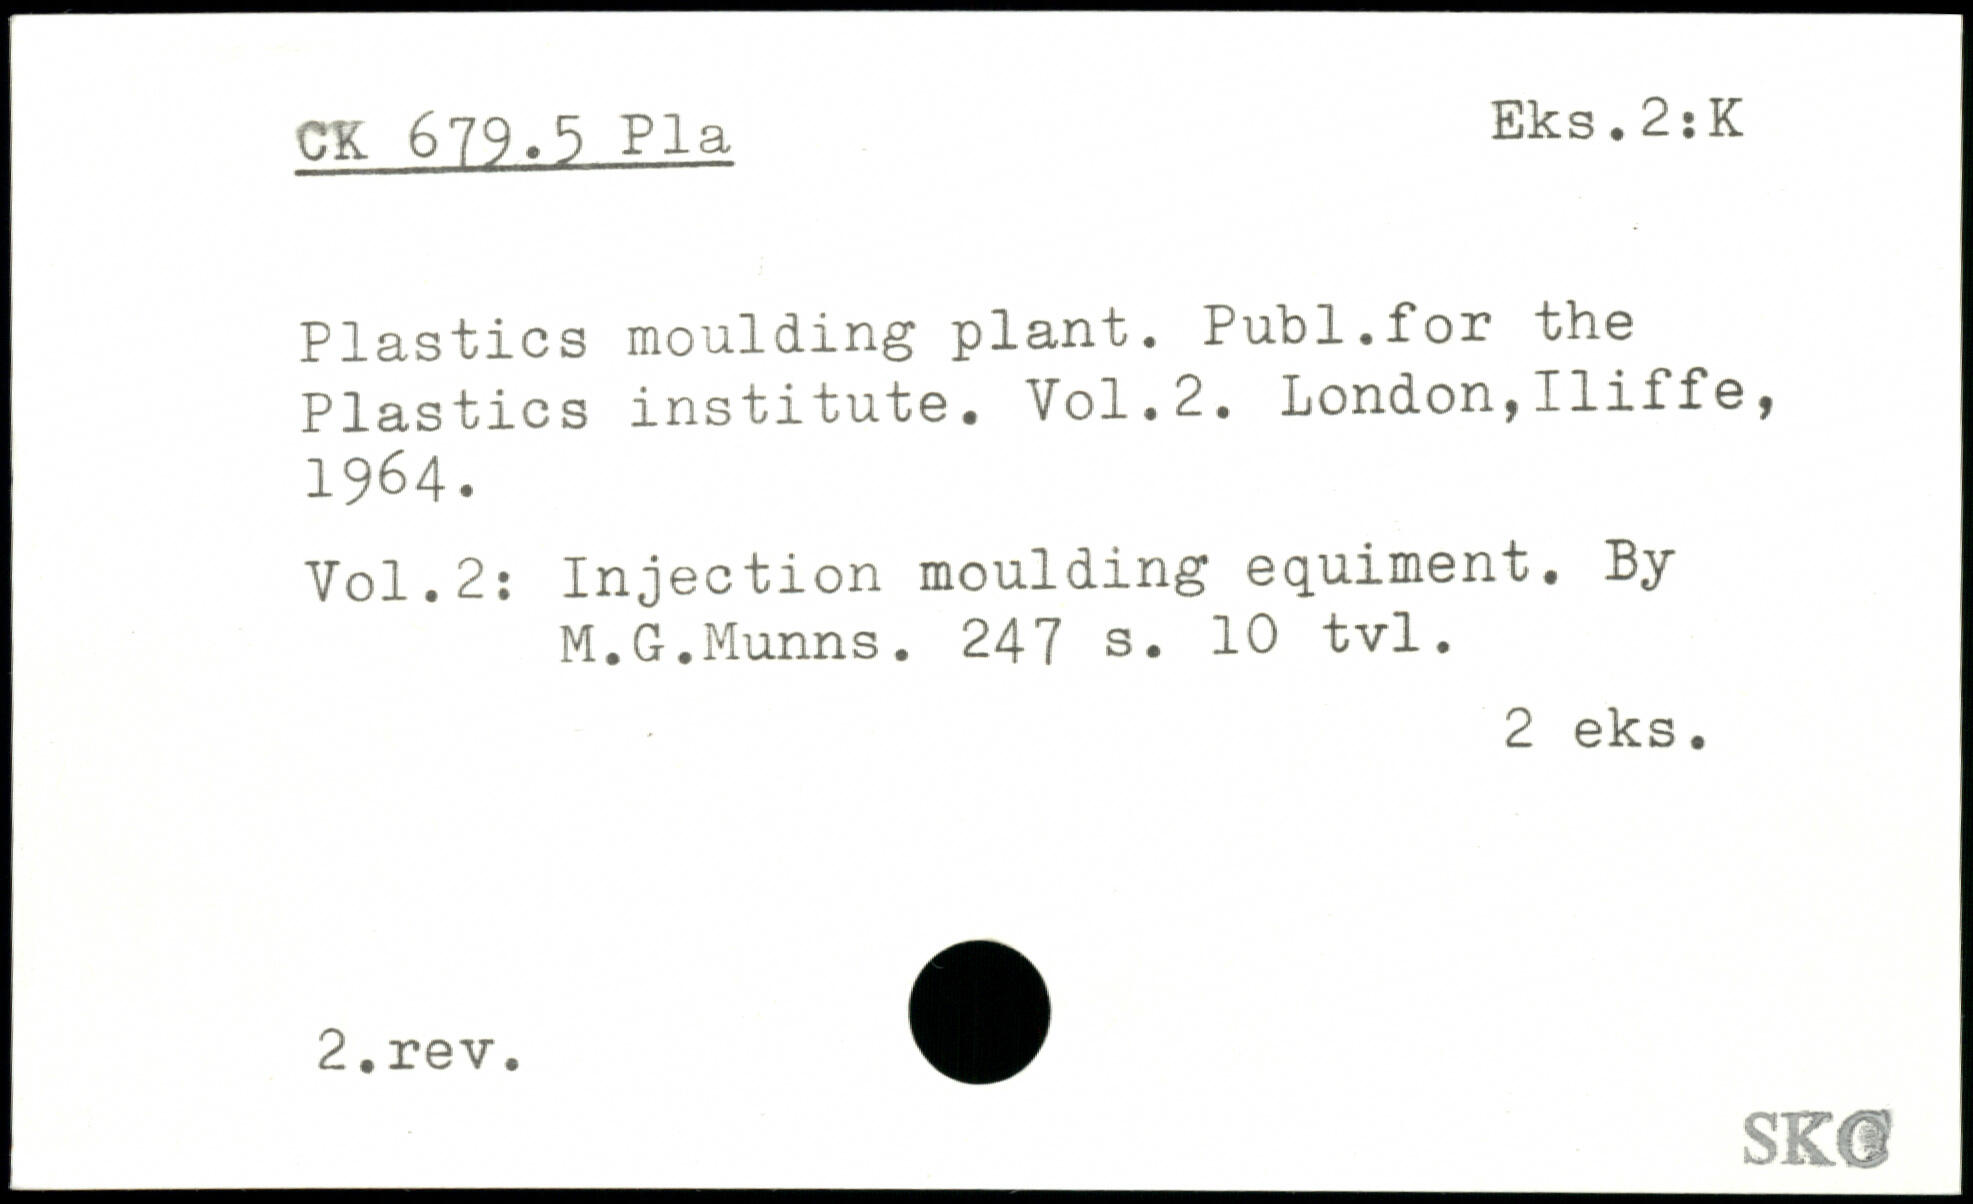 CK 679.5 Pla
Eks.2:K
Plastics moulding plant. Publ.for the
Plastics institute. Vol.2. London,Iliffe,
1964.
Vol.2: Injection moulding equiment. By
M.G.Munns. 247 s. 10 tvl.
2 eks.
2.rev.